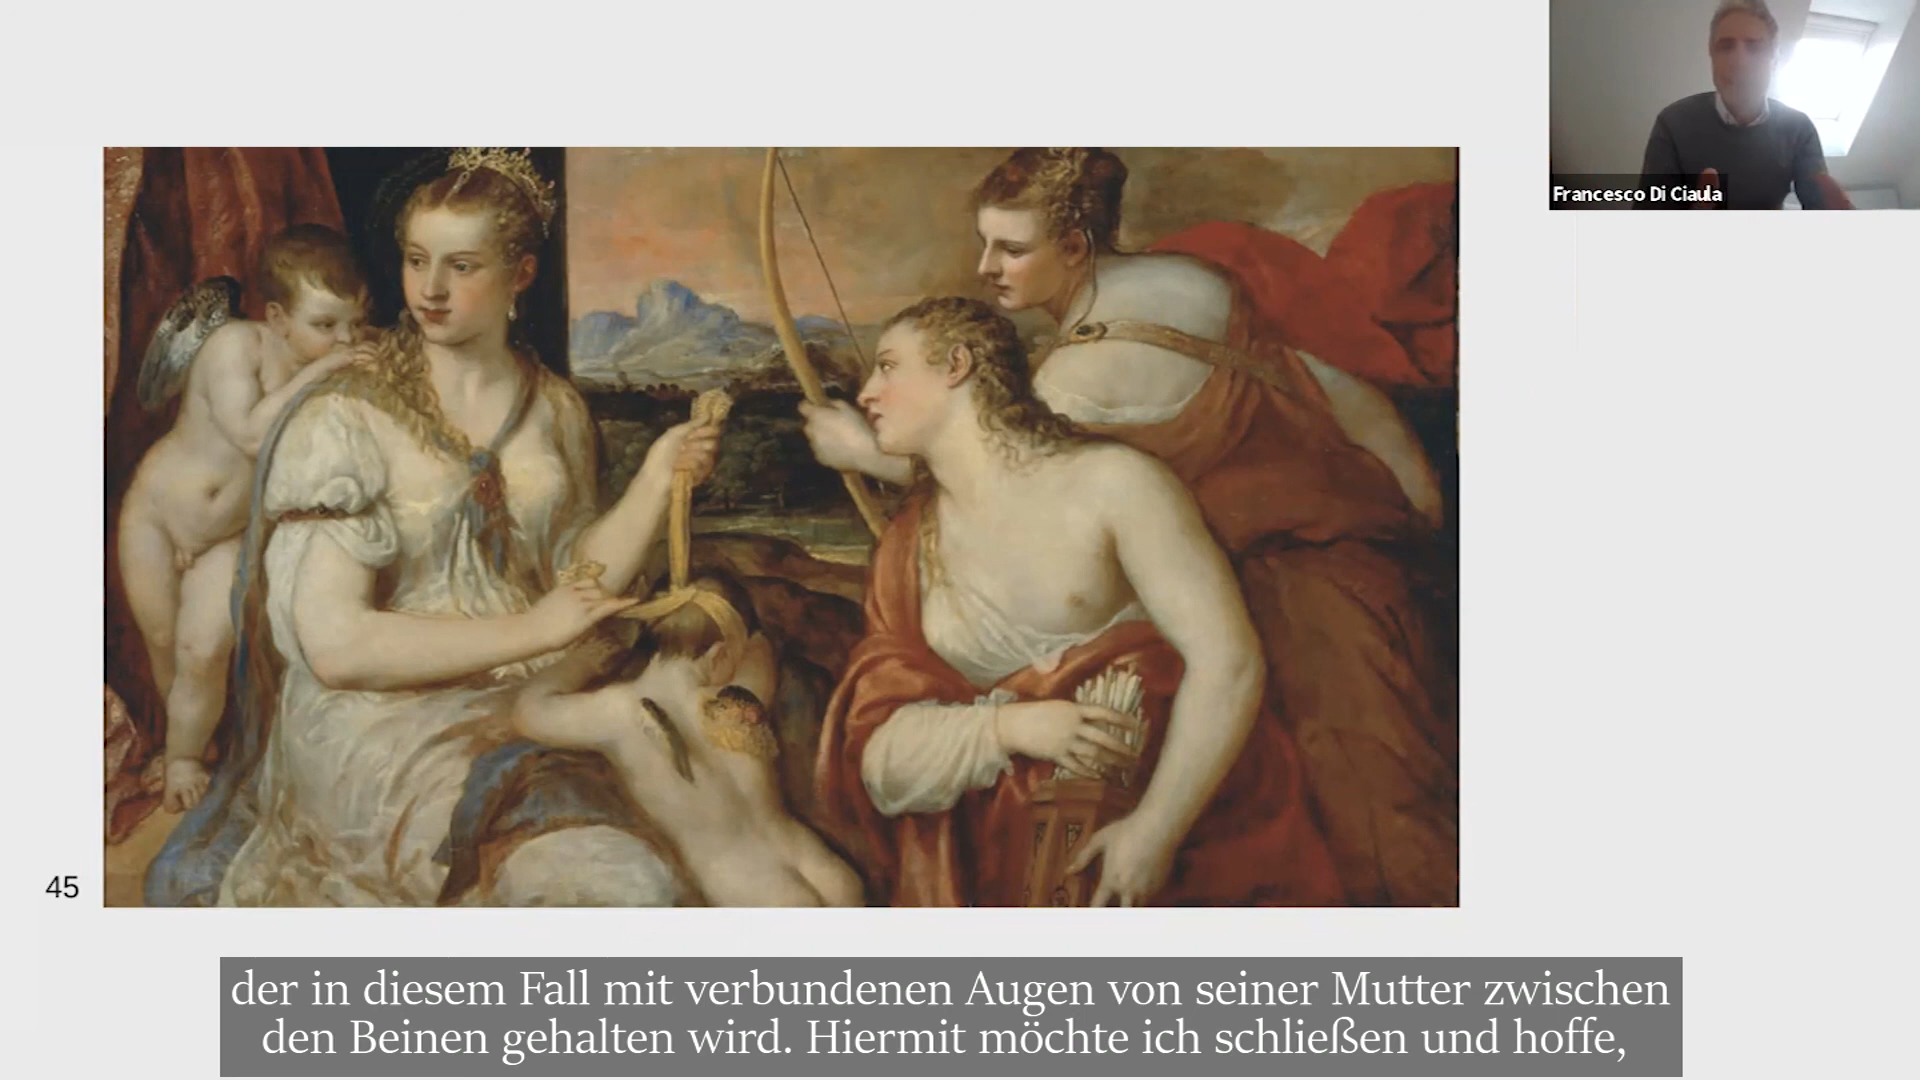 Francesco Di Ciaula
45
der in diesem Fall mit verbundenen Augen von seiner Mutter zwischen
den Beinen gehalten wird. Hiermit möchte ich schließen und hoffe,